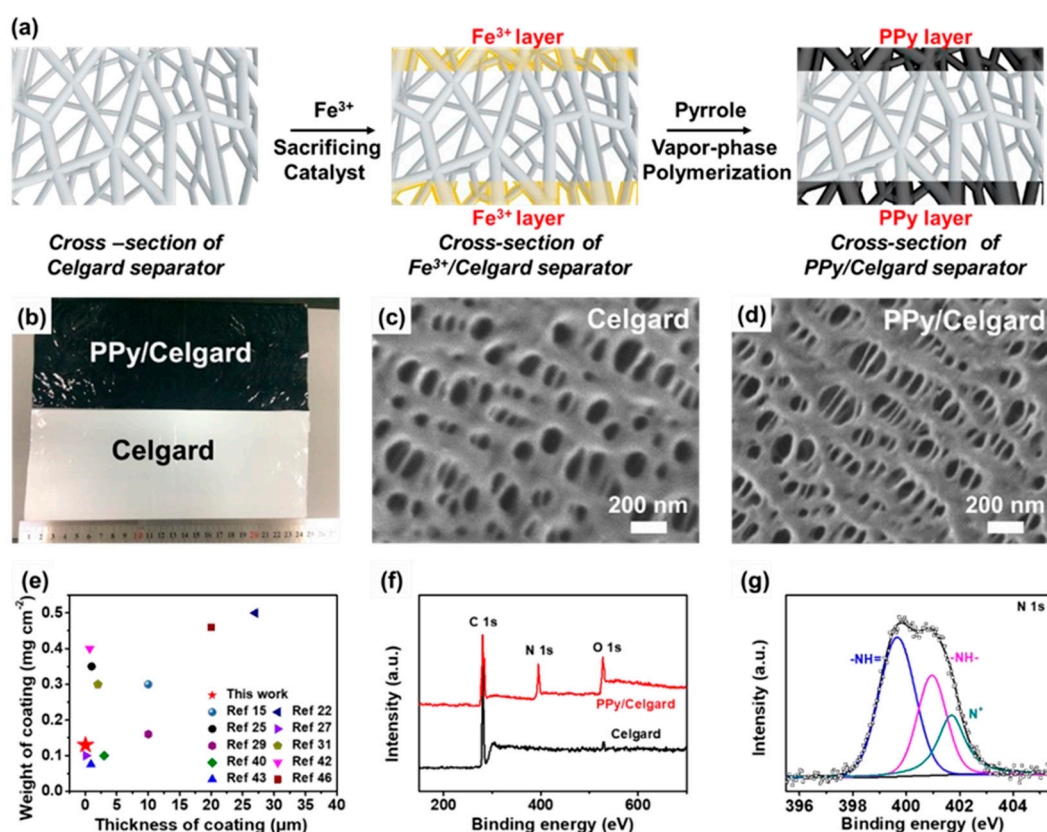 (a)
Fe³⁺ layer
PPy layer
Fe³⁺
Sacrificing
Catalyst
Pyrrole
Vapor-phase
Polymerization
Fe³⁺ layer
PPy layer
Cross –section of
Celgard separator
Cross-section of
Fe³⁺/Celgard separator
Cross-section of
PPy/Celgard separator
(b)
PPy/Celgard
Celgard
(c)
Celgard
200 nm
(d)
PPy/Celgard
200 nm
(e)
Weight of coating (mg cm⁻²)
0.5
0.4
0.3
0.2
0.1
0.0
This work
Ref 15
Ref 22
Ref 25
Ref 27
Ref 29
Ref 31
Ref 40
Ref 42
Ref 43
Ref 46
0 5 10 15 20 25 30 35 40
Thickness of coating (μm)
(f)
Intensity (a.u.)
C 1s
N 1s
O 1s
PPy/Celgard
Celgard
200 400 600
Binding energy (eV)
(g)
Intensity (a.u.)
N 1s
-NH=
-NH-
N⁺
396 398 400 402 404
Binding energy (eV)